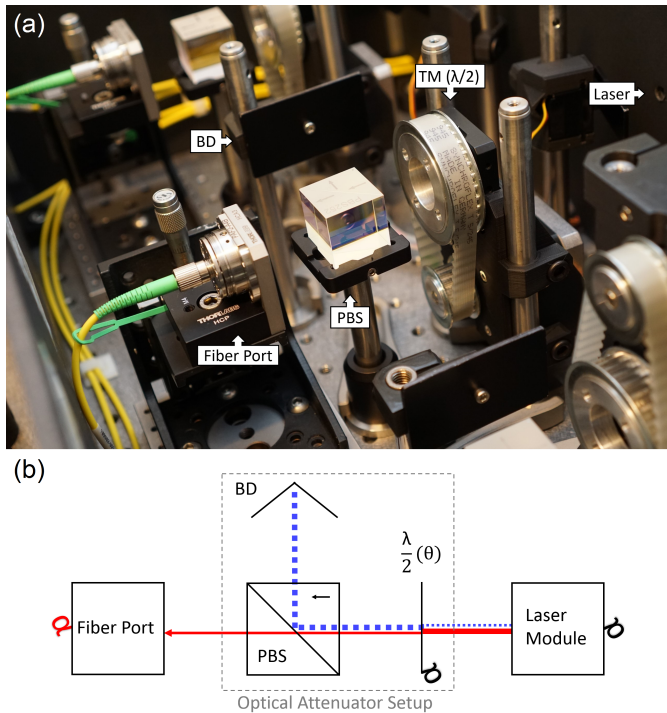 (a)
TM (λ/2)
Laser
BD
THORLABS
HCP
PBS
Fiber Port
(b)
BD
λ
2 (θ)
Fiber Port
PBS
Laser
Module
Optical Attenuator Setup